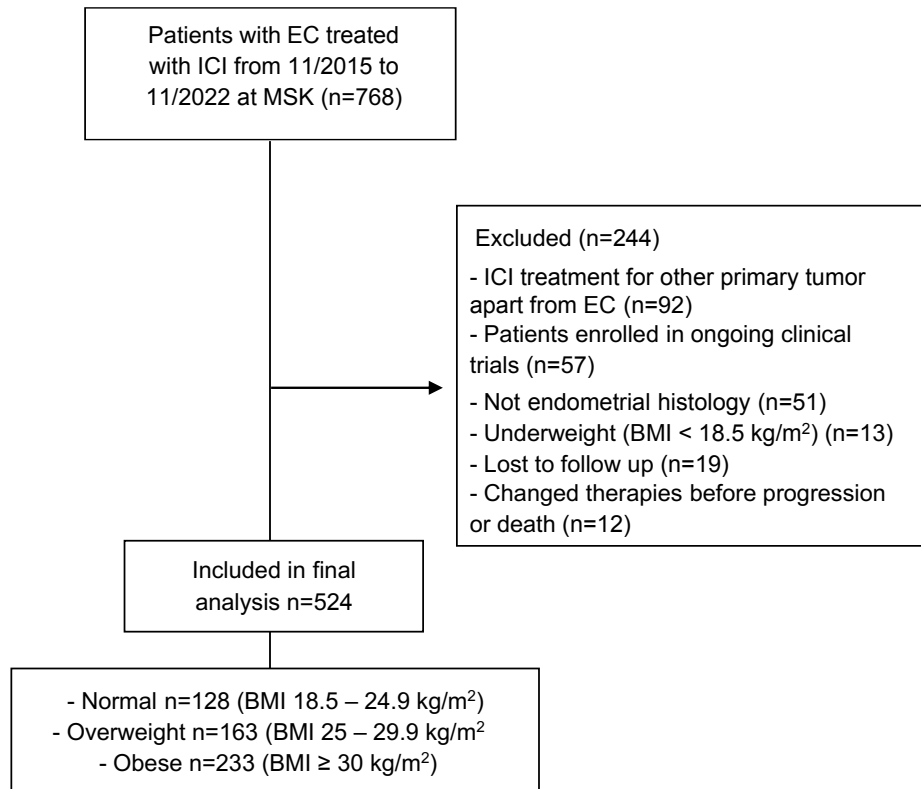 Patients with EC treated
with ICI from 11/2015 to
11/2022 at MSK (n=768)
Excluded (n=244)
- ICI treatment for other primary tumor
apart from EC (n=92)
- Patients enrolled in ongoing clinical
trials (n=57)
- Not endometrial histology (n=51)
- Underweight (BMI < 18.5 kg/m²) (n=13)
- Lost to follow up (n=19)
- Changed therapies before progression
or death (n=12)
Included in final
analysis n=524
- Normal n=128 (BMI 18.5 – 24.9 kg/m²)
- Overweight n=163 (BMI 25 – 29.9 kg/m²
- Obese n=233 (BMI ≥ 30 kg/m²)